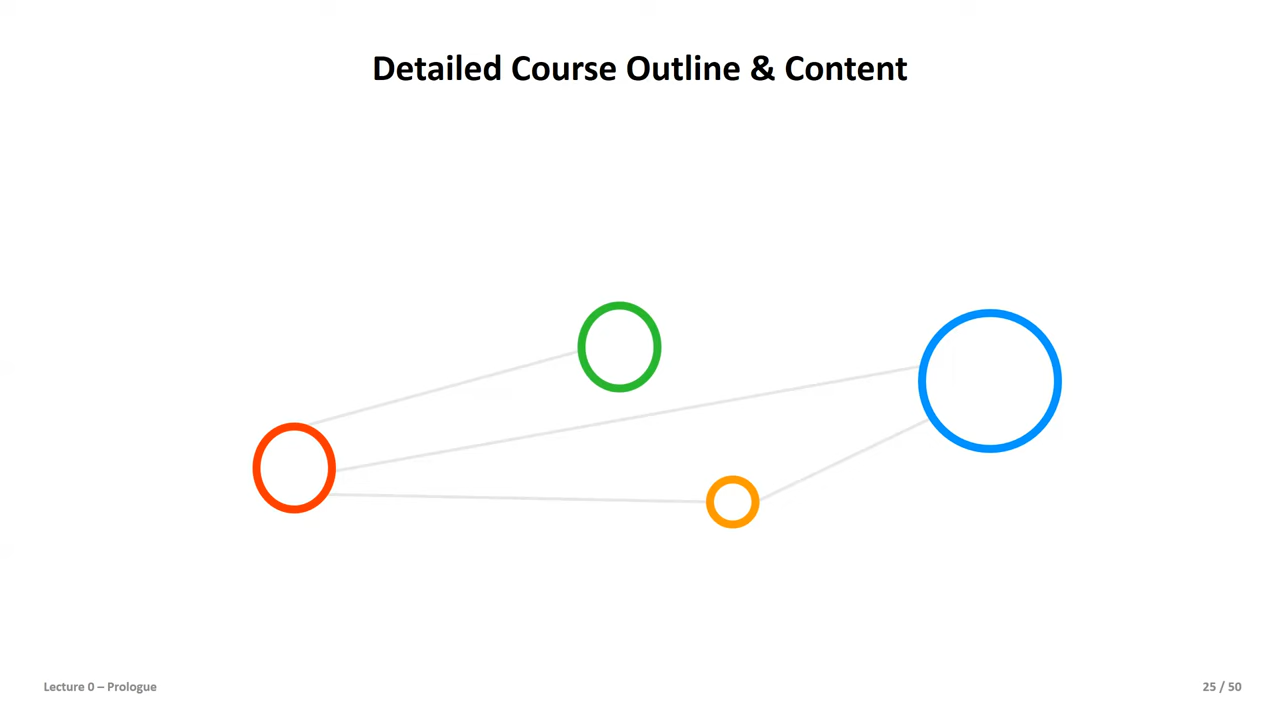 Detailed Course Outline & Content
Lecture 0 – Prologue
25 / 50